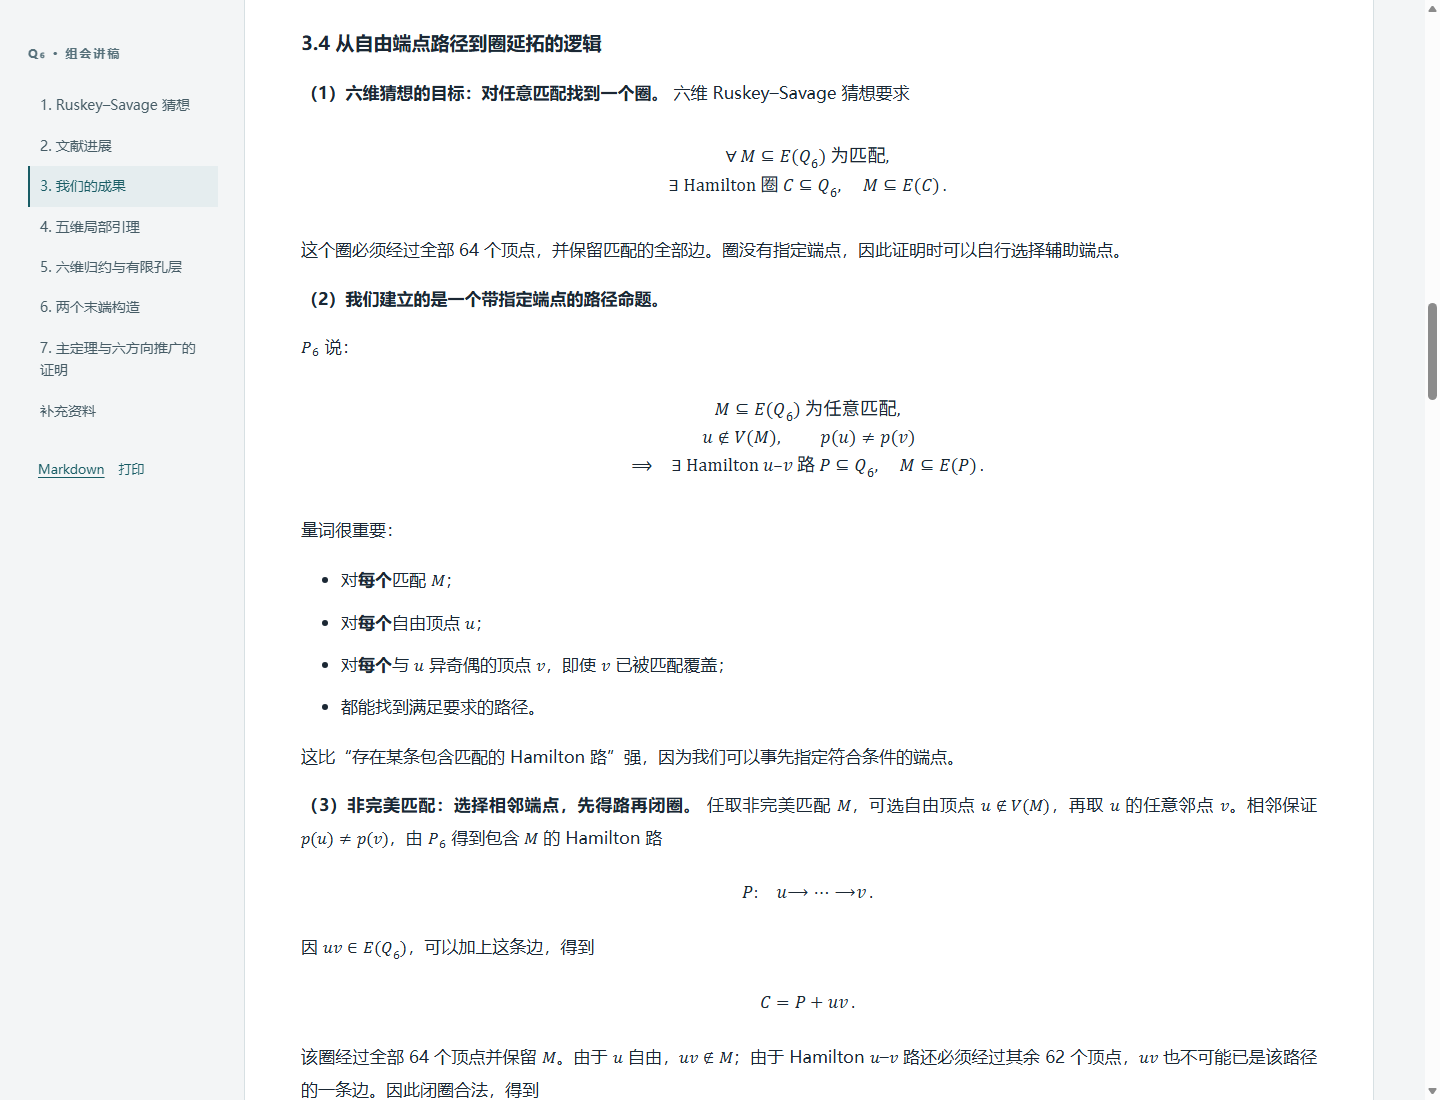 Q₆ · 组会讲稿
1. Ruskey–Savage 猜想
2. 文献进展
3. 我们的成果
4. 五维局部引理
5. 六维归约与有限孔层
6. 两个末端构造
7. 主定理与六方向推广的
证明
补充资料
Markdown 打印
3.4 从自由端点路径到圈延拓的逻辑
（1）六维猜想的目标：对任意匹配找到一个圈。 六维 Ruskey–Savage 猜想要求
∀ M ⊆ E(Q₆) 为匹配,
∃ Hamilton 圈 C ⊆ Q₆, M ⊆ E(C).
这个圈必须经过全部 64 个顶点，并保留匹配的全部边。圈没有指定端点，因此证明时可以自行选择辅助端点。
（2）我们建立的是一个带指定端点的路径命题。
P₆ 说：
M ⊆ E(Q₆) 为任意匹配,
u ∉ V(M), p(u) ≠ p(v)
⟹ ∃ Hamilton u–v 路 P ⊆ Q₆, M ⊆ E(P).
量词很重要：
• 对每个匹配 M；
• 对每个自由顶点 u；
• 对每个与 u 异奇偶的顶点 v，即使 v 已被匹配覆盖；
• 都能找到满足要求的路径。
这比“存在某条包含匹配的 Hamilton 路”强，因为我们可以事先指定符合条件的端点。
（3）非完美匹配：选择相邻端点，先得路再闭圈。 任取非完美匹配 M，可选自由顶点 u ∉ V(M)，再取 u 的任意邻点 v。相邻保证
p(u) ≠ p(v)，由 P₆ 得到包含 M 的 Hamilton 路
P: u⟶ ⋯ ⟶v.
因 uv ∈ E(Q₆)，可以加上这条边，得到
C = P + uv.
该圈经过全部 64 个顶点并保留 M。由于 u 自由，uv ∉ M；由于 Hamilton u–v 路还必须经过其余 62 个顶点，uv 也不可能已是该路径
的一条边。因此闭圈合法，得到